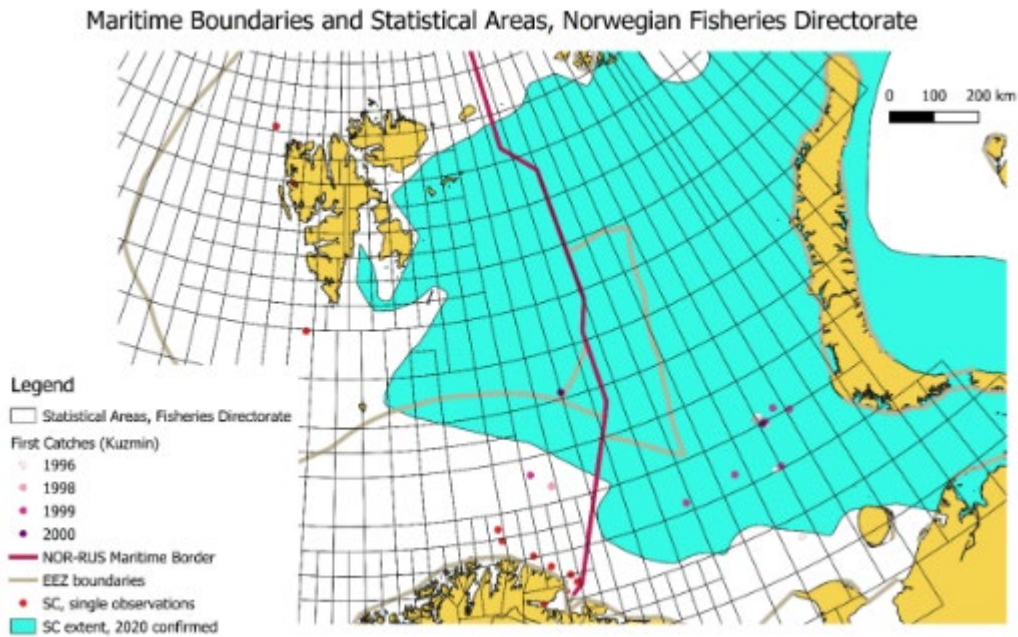 Maritime Boundaries and Statistical Areas, Norwegian Fisheries Directorate
0 100 200 km
Legend
Statistical Areas, Fisheries Directorate
First Catches (Kuzmin)
1996
1998
1999
2000
NOR-RUS Maritime Border
EEZ boundaries
SC, single observations
SC extent, 2020 confirmed